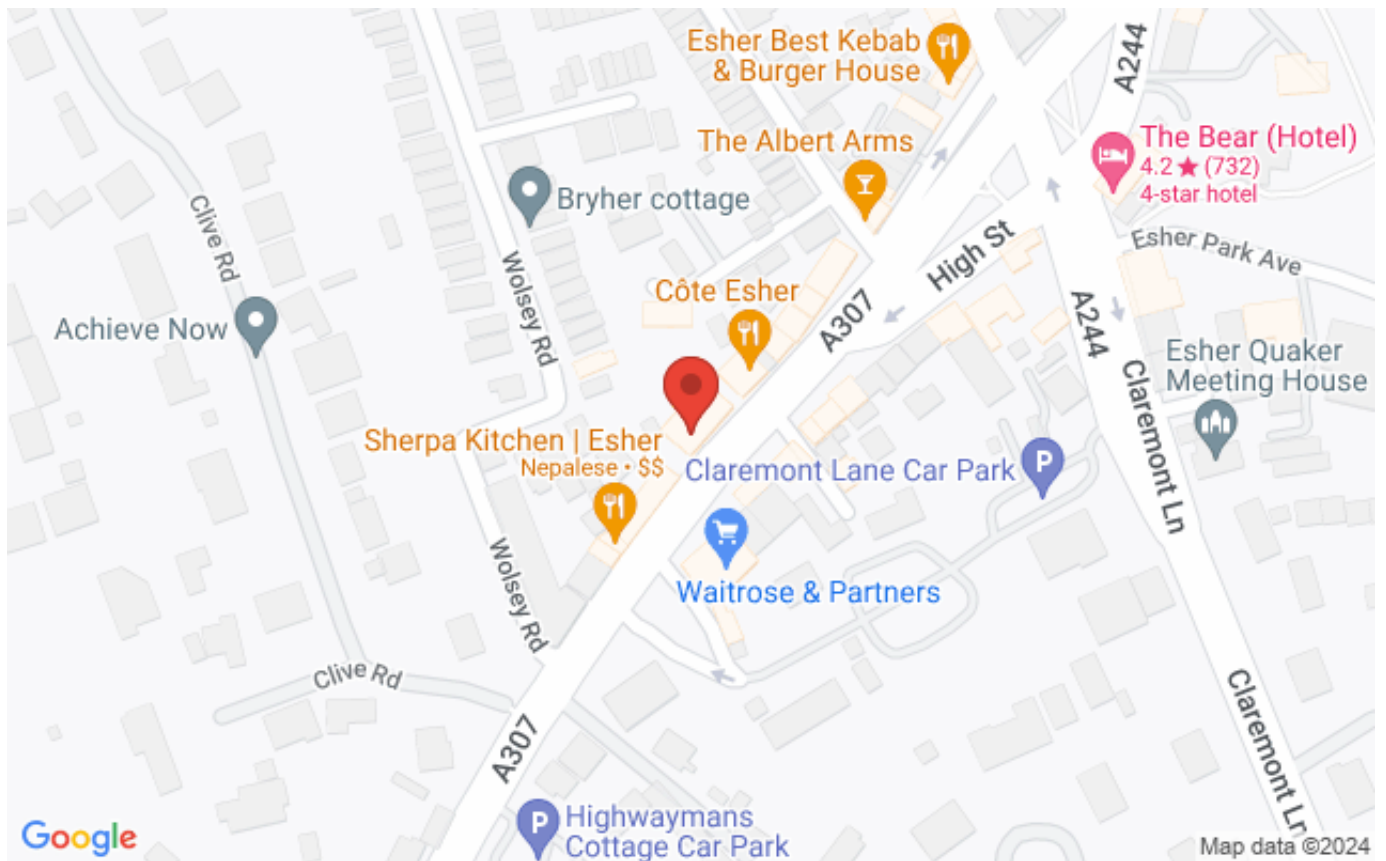 Esher Best Kebab
& Burger House
A244
The Albert Arms
The Bear (Hotel)
4.2 ★ (732)
4-star hotel
Bryher cottage
Clive Rd
High St
Esher Park Ave
Wolsey Rd
Côte Esher
A307
A244
Achieve Now
Esher Quaker
Meeting House
Claremont Ln
Sherpa Kitchen | Esher
Nepalese • $$
Claremont Lane Car Park
P
Wolsey Rd
Waitrose & Partners
Clive Rd
A307
Claremont Ln
P
Highwaymans
Cottage Car Park
Google
Map data ©2024